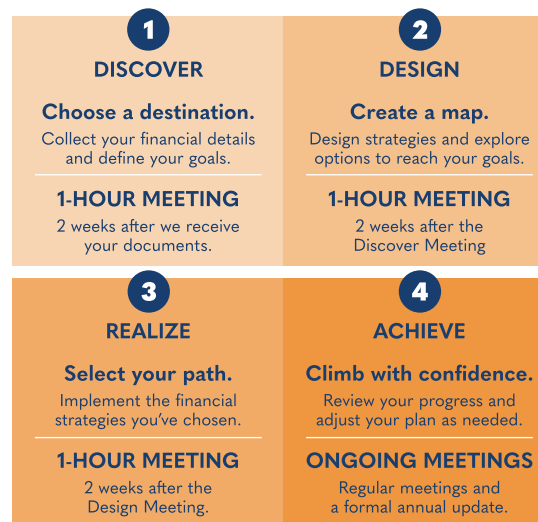 1
DISCOVER
Choose a destination.
Collect your financial details
and define your goals.
1-HOUR MEETING
2 weeks after we receive
your documents.
2
DESIGN
Create a map.
Design strategies and explore
options to reach your goals.
1-HOUR MEETING
2 weeks after the
Discover Meeting
3
REALIZE
Select your path.
Implement the financial
strategies you've chosen.
1-HOUR MEETING
2 weeks after the
Design Meeting.
4
ACHIEVE
Climb with confidence.
Review your progress and
adjust your plan as needed.
ONGOING MEETINGS
Regular meetings and
a formal annual update.